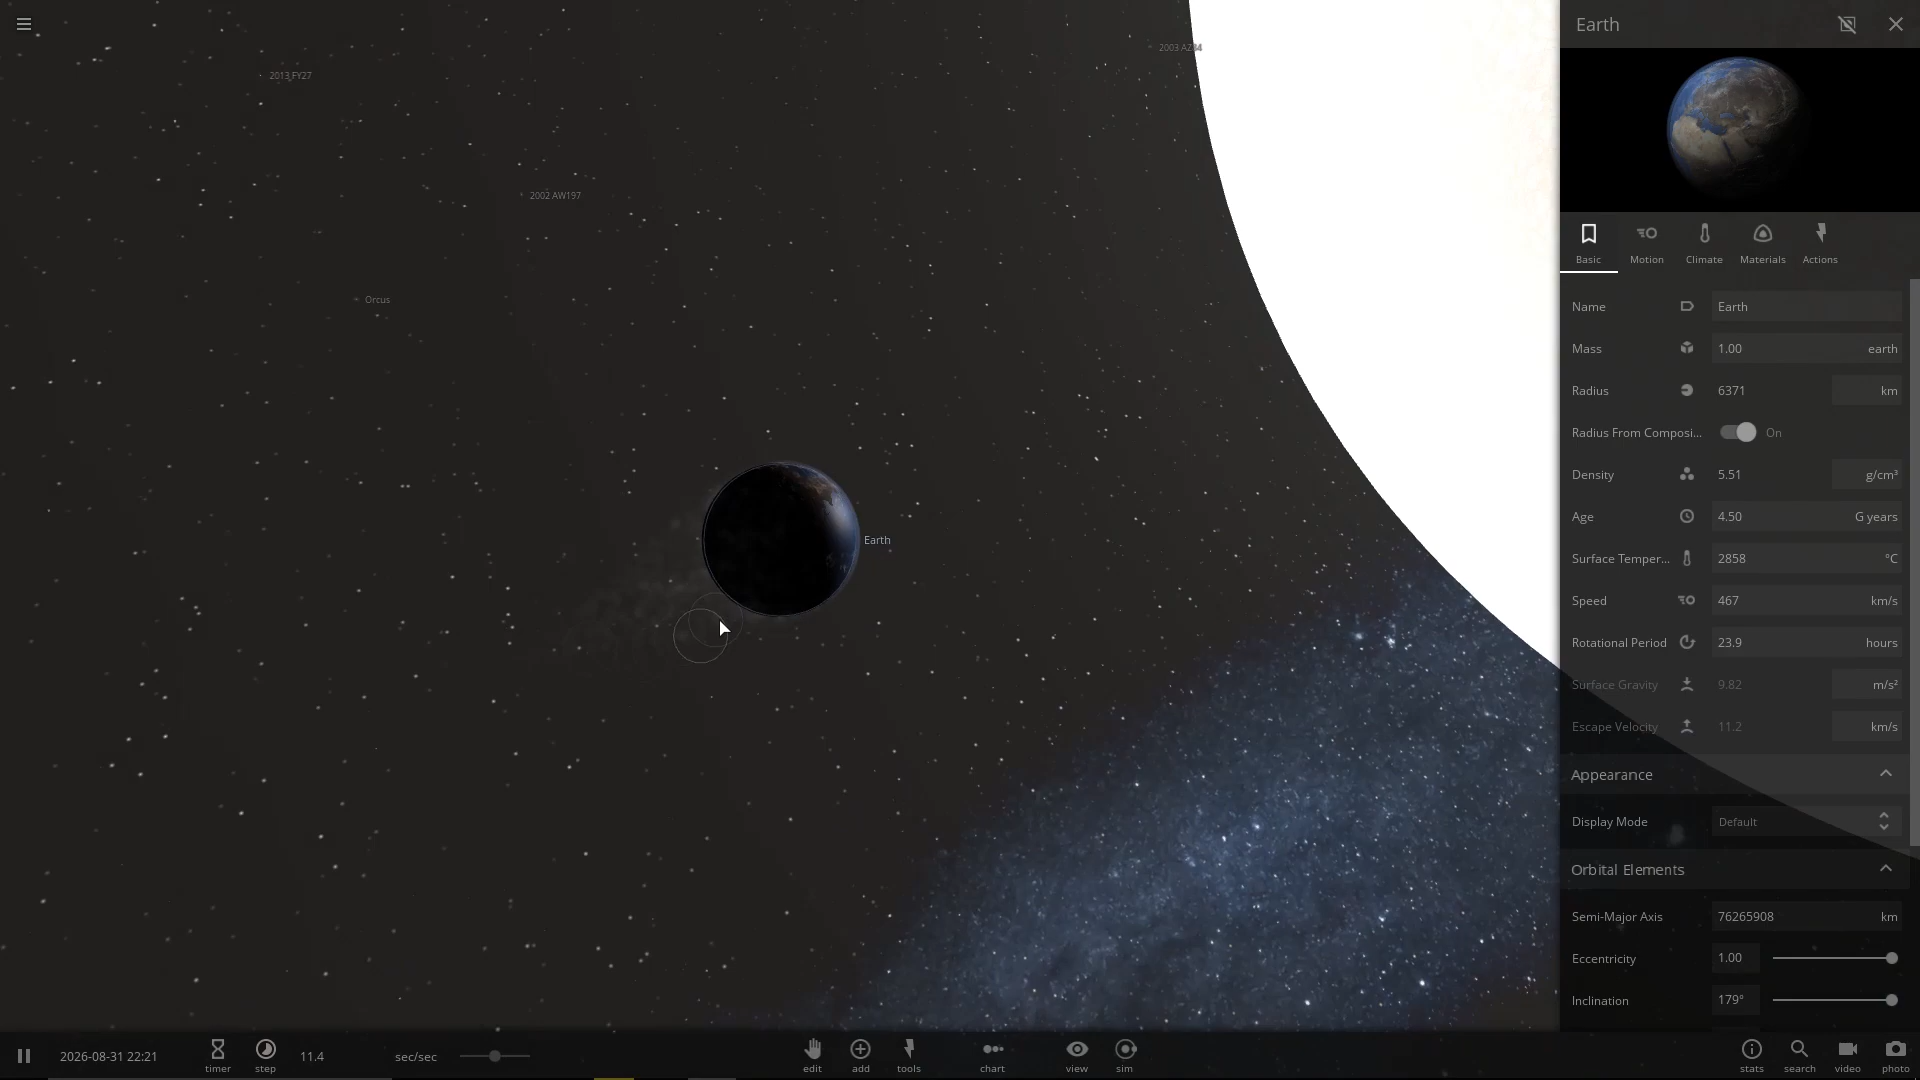 Earth
2003 AZ84
2013 FY27
2002 AW197
Orcus
Earth
Basic
Motion
Climate
Materials
Actions
Name Earth
Mass 1.00 earth
Radius 6371 km
Radius From Composi... On
Density 5.51 g/cm³
Age 4.50 G years
Surface Temper... 2858 °C
Speed 467 km/s
Rotational Period 23.9 hours
Surface Gravity 9.82 m/s²
Escape Velocity 11.2 km/s
Appearance
Display Mode Default
Orbital Elements
Semi-Major Axis 76265908 km
Eccentricity 1.00
Inclination 179°
2026-08-31 22:21
timer
step
11.4 sec/sec
edit
add
tools
chart
view
sim
stats
search
video
photo